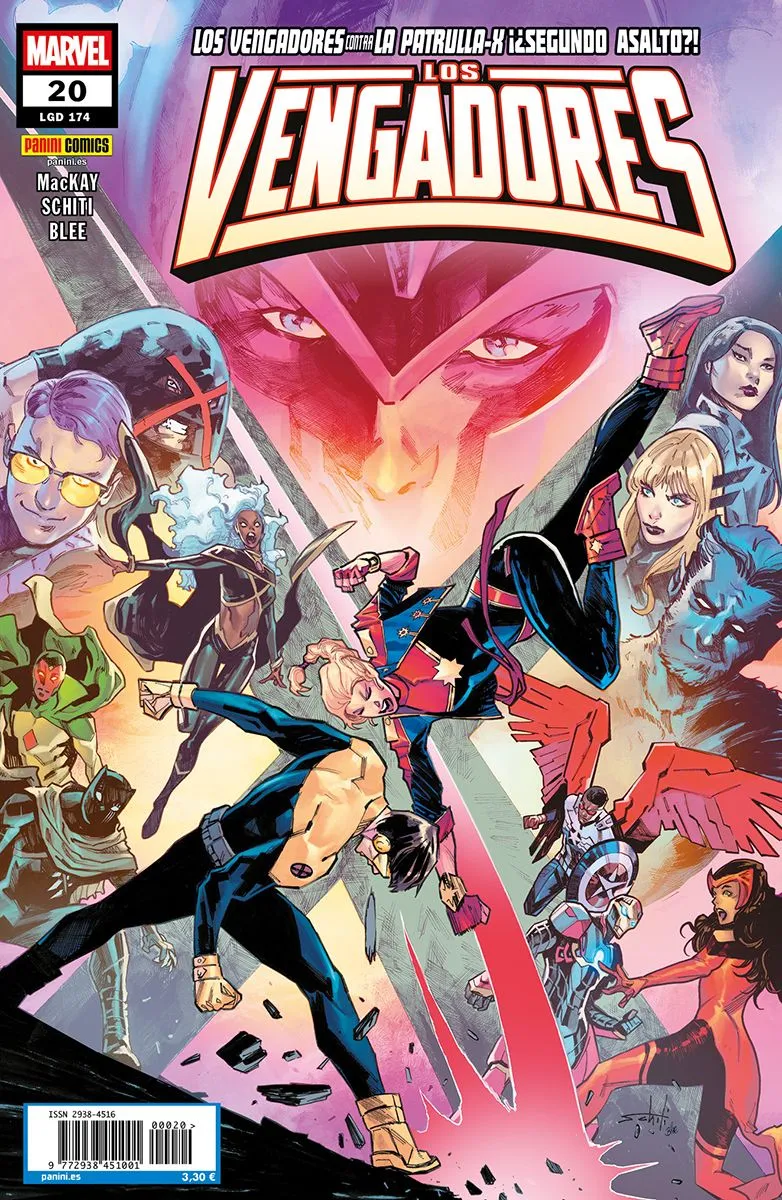 MARVEL
20
LGD 174
PANINI COMICS
panini.es
MacKAY
SCHITI
BLEE
LOS VENGADORES CONTRA LA PATRULLA-X ¡¿SEGUNDO ASALTO?!
LOS
VENGADORES
Schiti
ISSN 2938-4516
00020>
9 772938 451001
panini.es
3,30 €